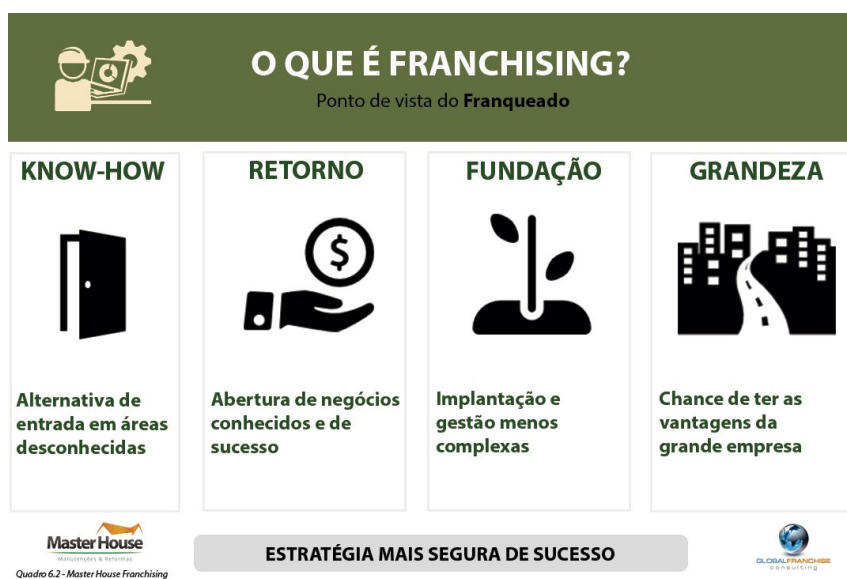 O QUE É FRANCHISING?
Ponto de vista do Franqueado
KNOW-HOW
Alternativa de
entrada em áreas
desconhecidas
RETORNO
Abertura de negócios
conhecidos e de
sucesso
FUNDAÇÃO
Implantação e
gestão menos
complexas
GRANDEZA
Chance de ter as
vantagens da
grande empresa
Master House
Manutenções & Reformas
Quadro 6.2 - Master House Franchising
ESTRATÉGIA MAIS SEGURA DE SUCESSO
GLOBALFRANCHISE
consulting